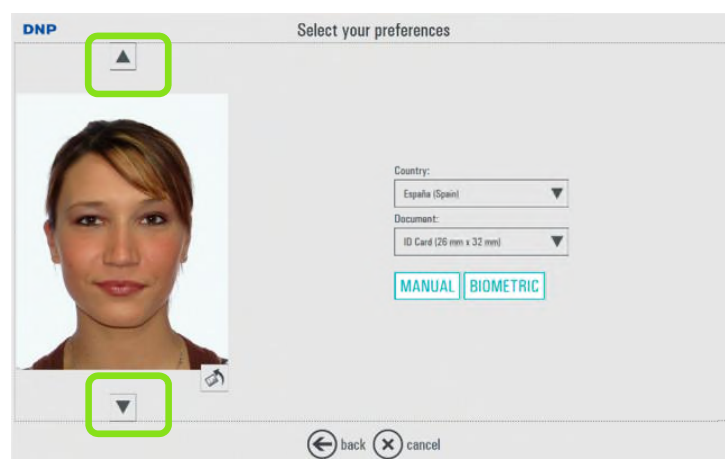 DNP
Select your preferences
Country:
España (Spain)
Document:
ID Card (26 mm x 32 mm)
MANUAL BIOMETRIC
back cancel